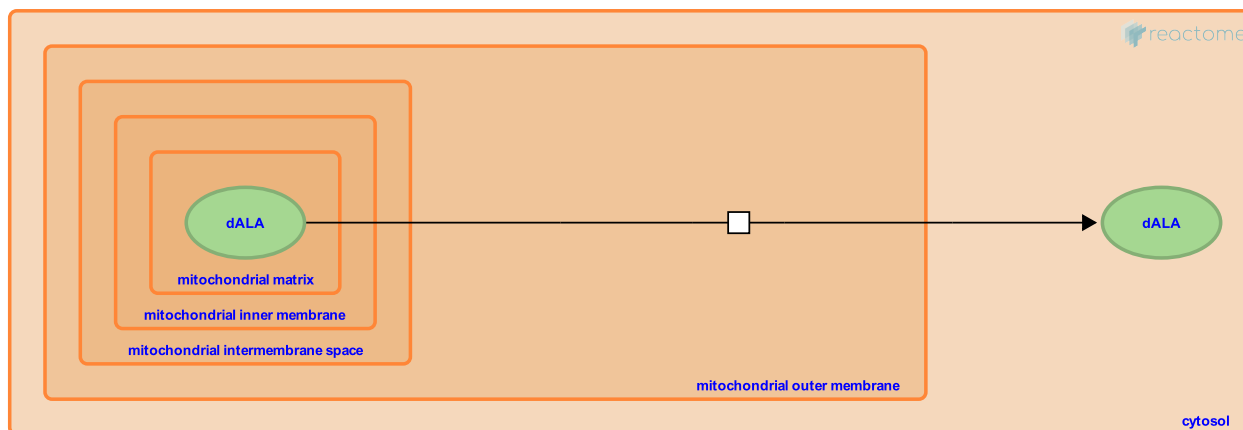 reactome
dALA
dALA
mitochondrial matrix
mitochondrial inner membrane
mitochondrial intermembrane space
mitochondrial outer membrane
cytosol